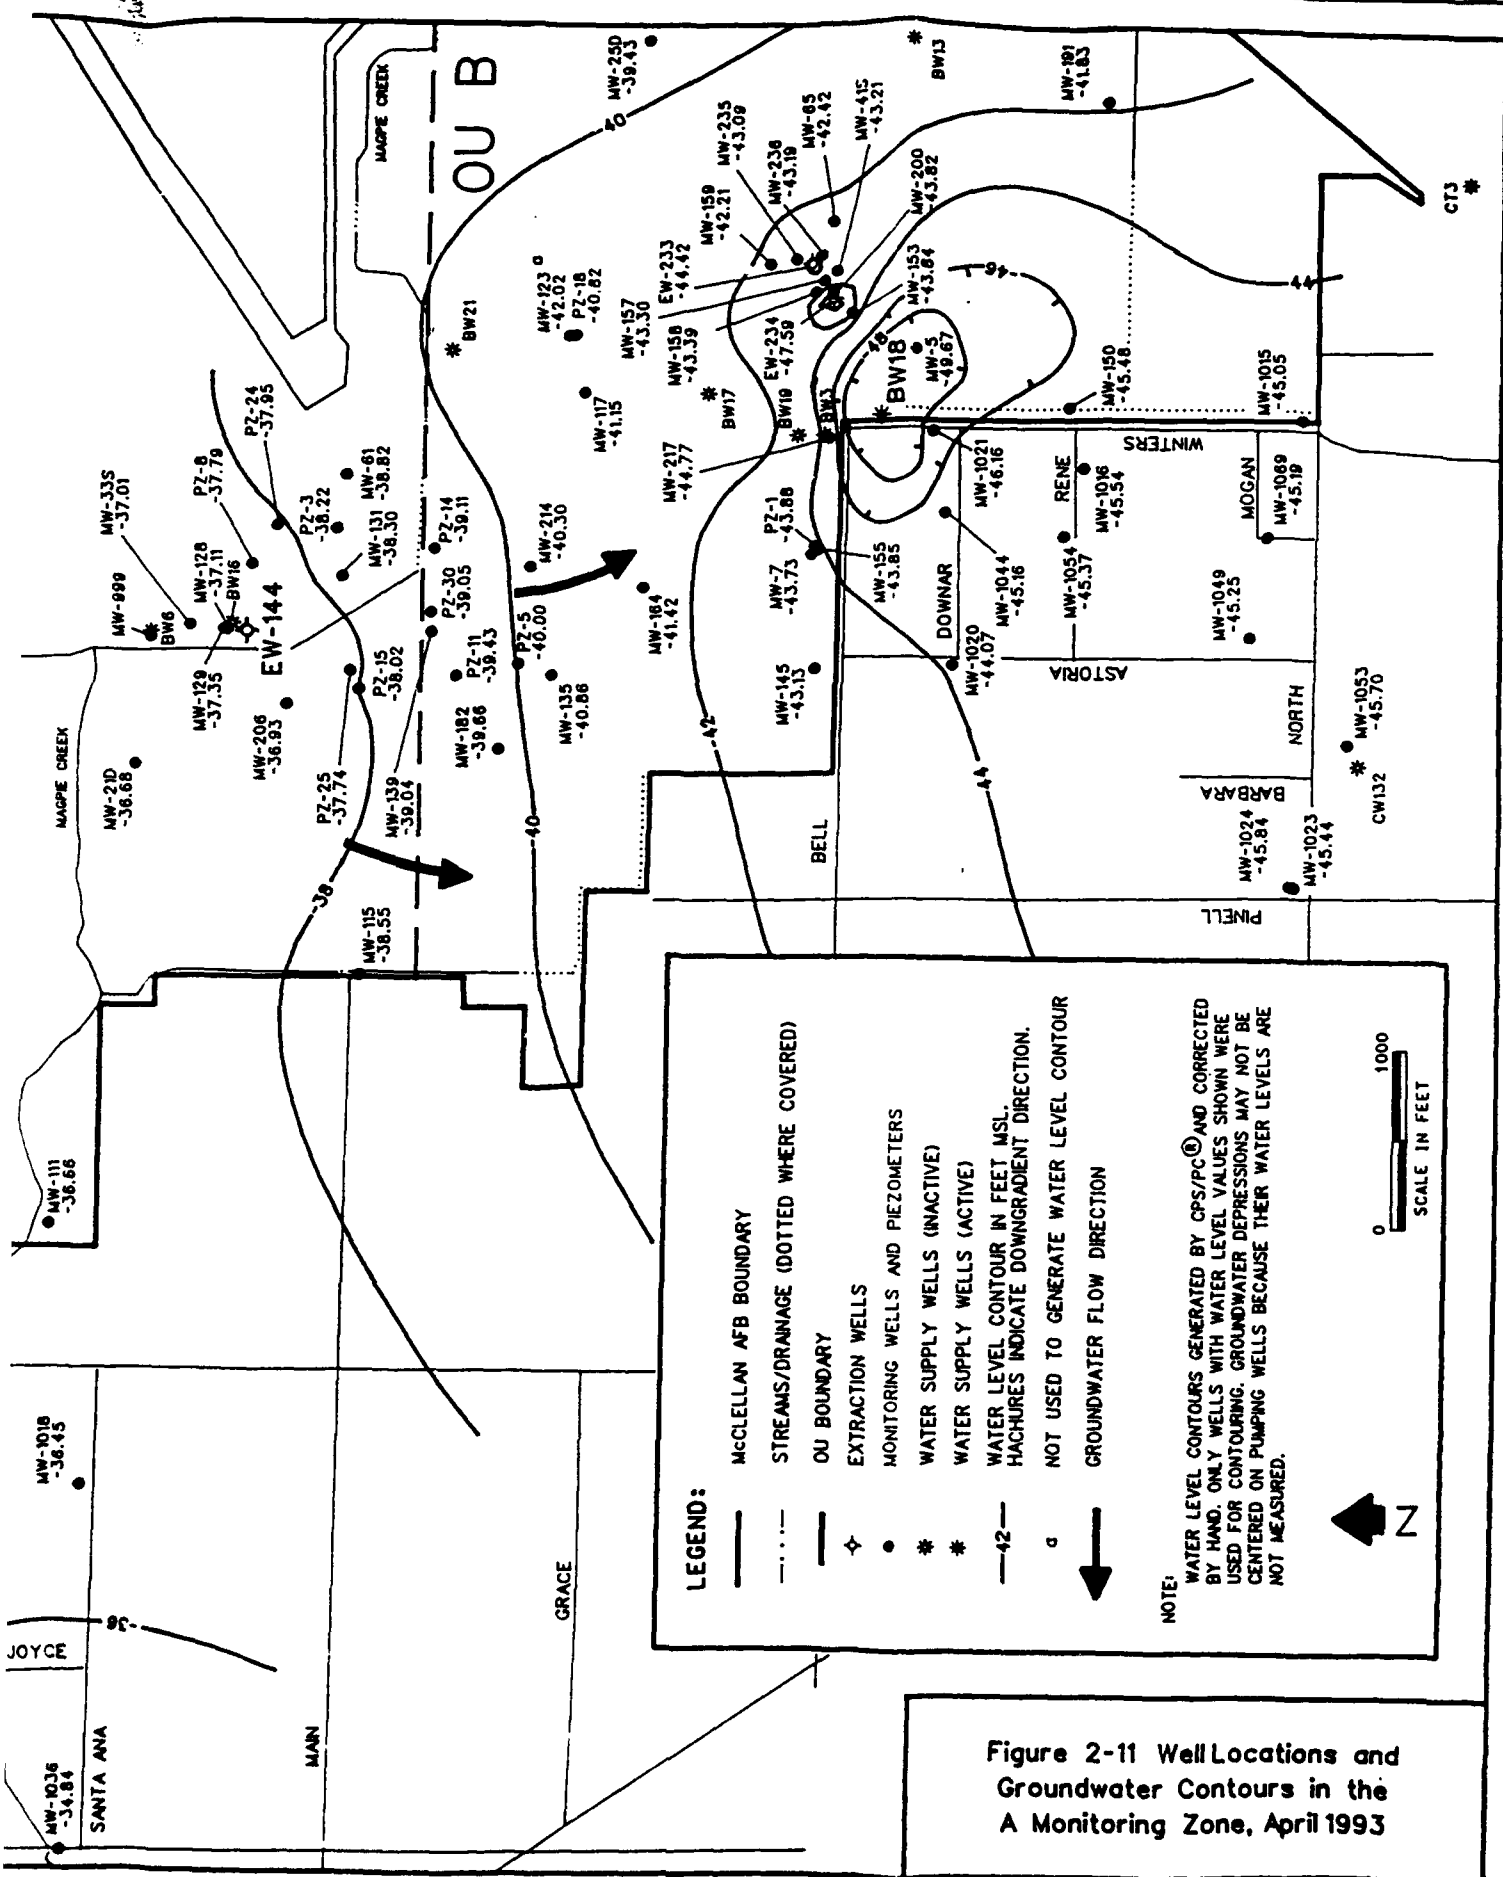 MAGPIE CREEK
OU B
MW-25D
-39.43
BW13
MW-191
-41.83
CT3
-40
MW-235
-43.09
MW-65
-42.42
MW-41S
-43.21
MW-236
-43.19
MW-159
-42.21
MW-200
-43.82
EW-233
-44.42
MW-153
-43.84
-46-
-44
MW-123 a
-42.02
PZ-18
-40.82
MW-157
-43.30
MW-158
-43.39
EW-234
-47.59
-48-
BW18
MW-5
-49.67
BW21
BW17
BW19
BW3
MW-150
-45.48
MW-1015
-45.05
WINTERS
PZ-24
-37.95
MW-117
-41.15
MW-217
-44.77
MW-1021
-46.16
RENE
MW-1016
-45.54
MOGAN
MW-1069
-45.19
MW-33S
-37.01
PZ-8
-37.79
PZ-3
-38.22
MW-61
-38.82
MW-131
-38.30
PZ-14
-39.11
MW-214
-40.30
PZ-1
-43.88
MW-7
-43.73
MW-155
-43.85
MW-1044
-45.16
MW-1054
-45.37
MW-999
BW6
MW-128
-37.11
BW16
EW-144
PZ-30
-39.05
PZ-5
-40.00
MW-164
-41.42
DOWNAR
MW-1020
-44.07
MW-1049
-45.25
ASTORIA
MW-129
-37.35
PZ-15
-38.02
PZ-11
-39.43
MW-135
-40.86
MW-145
-43.13
NORTH
MW-1053
-45.70
CW132
MAGPIE CREEK
MW-21D
-36.68
MW-206
-36.93
PZ-25
-37.74
MW-139
-39.04
MW-182
-39.66
-42-
-44
BARBARA
-38-
-40-
BELL
MW-1024
-45.84
MW-1023
-45.44
PINELL
MW-115
-38.55
MW-111
-36.66
MW-1018
-36.45
GRACE
-36-
JOYCE
SANTA ANA
MAIN
MW-1036
-34.84
LEGEND:
McCLELLAN AFB BOUNDARY
STREAMS/DRAINAGE (DOTTED WHERE COVERED)
OU BOUNDARY
EXTRACTION WELLS
MONITORING WELLS AND PIEZOMETERS
WATER SUPPLY WELLS (INACTIVE)
WATER SUPPLY WELLS (ACTIVE)
-42- WATER LEVEL CONTOUR IN FEET MSL.
HACHURES INDICATE DOWNGRADIENT DIRECTION.
a NOT USED TO GENERATE WATER LEVEL CONTOUR
GROUNDWATER FLOW DIRECTION
NOTE:
WATER LEVEL CONTOURS GENERATED BY CPS/PC® AND CORRECTED
BY HAND. ONLY WELLS WITH WATER LEVEL VALUES SHOWN WERE
USED FOR CONTOURING. GROUNDWATER DEPRESSIONS MAY NOT BE
CENTERED ON PUMPING WELLS BECAUSE THEIR WATER LEVELS ARE
NOT MEASURED.
Z
0 1000
SCALE IN FEET
Figure 2-11 Well Locations and
Groundwater Contours in the
A Monitoring Zone, April 1993